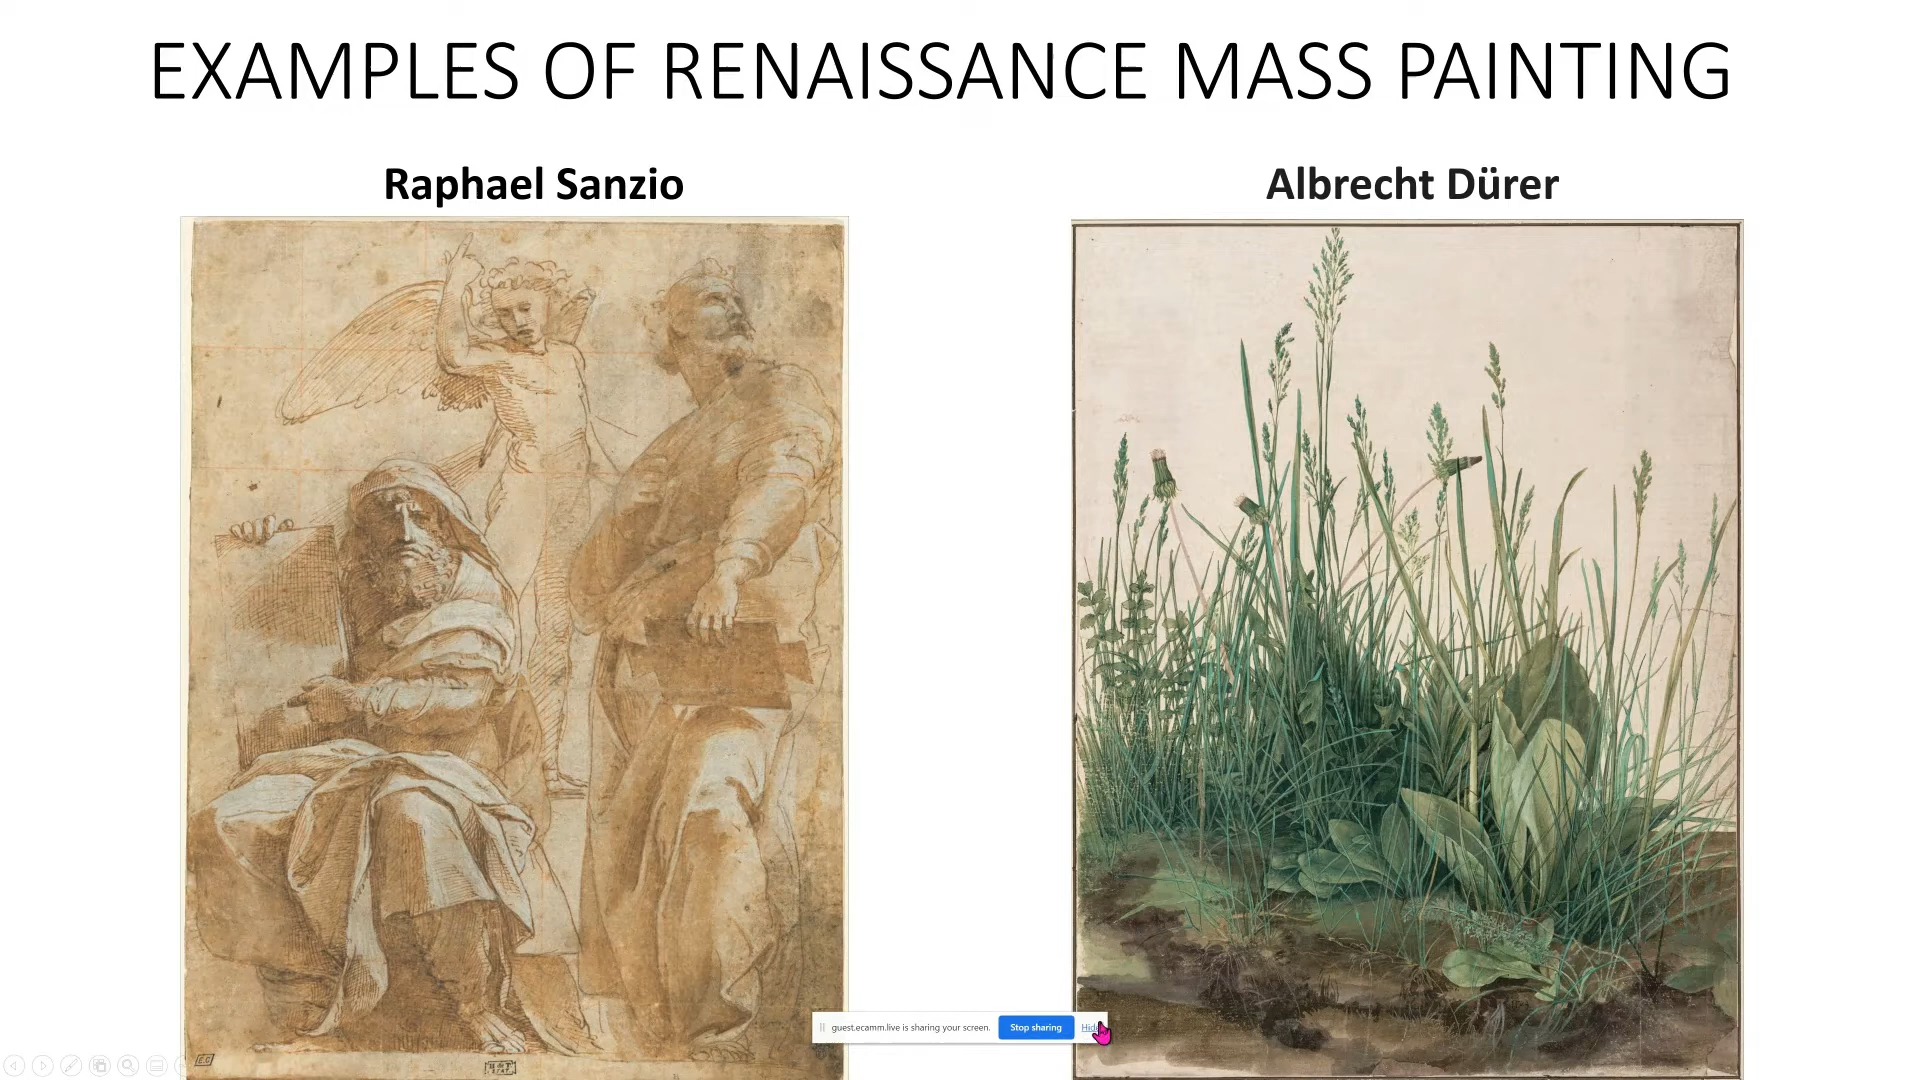 EXAMPLES OF RENAISSANCE MASS PAINTING
Raphael Sanzio
Albrecht Dürer
guest.ecamm.live is sharing your screen.
Stop sharing
E.C